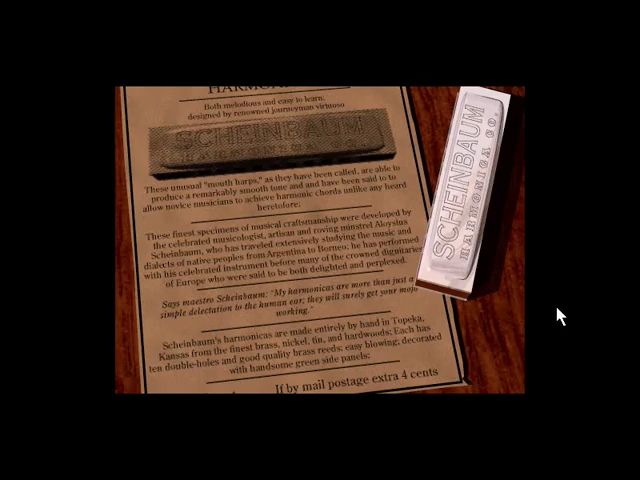 HARMON
Both melodious and easy to learn;
designed by renowned journeyman virtuoso
SCHEINBAUM
HARMONICA
These unusual "mouth harps," as they have been called, are able to
produce a remarkably smooth tone and and have been said to to
allow novice musicians to achieve harmonic chords unlike any heard
heretofore;
These finest specimens of musical craftsmanship were developed by
the celebrated musicologist, artisan and roving minstrel Aloysius
Scheinbaum, who has traveled extensively studying the music and
dialects of native peoples from Argentina to Borneo; he has performed
with his celebrated instrument before many of the crowned dignitaries
of Europe who were said to be both delighted and perplexed.
Says maestro Scheinbaum: "My harmonicas are more than just a
simple delectation to the human ear; they will surely get your mojo
working."
Scheinbaum's harmonicas are made entirely by hand in Topeka,
Kansas from the finest brass, nickel, tin, and hardwoods; Each has
ten double-holes and good quality brass reeds; easy blowing; decorated
with handsome green side panels;
If by mail postage extra 4 cents
SCHEINBAUM
HARMONICA CO.